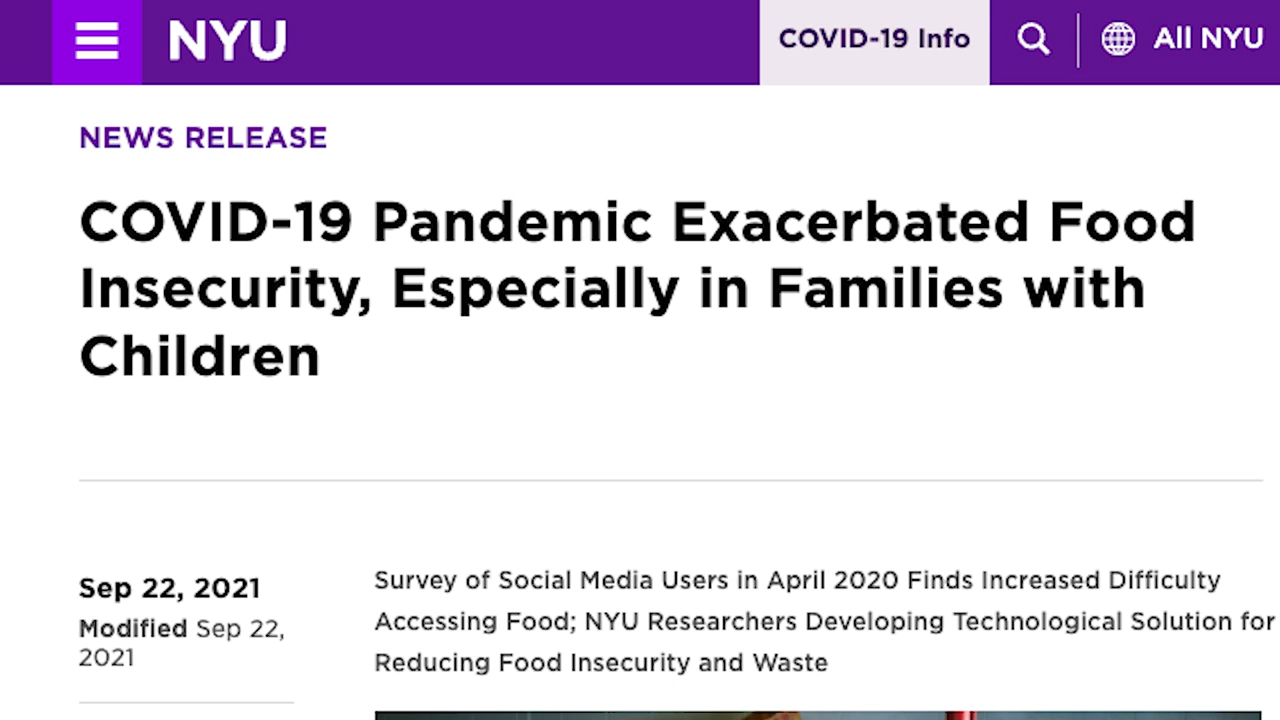 NYU
COVID-19 Info
All NYU
NEWS RELEASE
COVID-19 Pandemic Exacerbated Food
Insecurity, Especially in Families with
Children
Sep 22, 2021
Modified Sep 22,
2021
Survey of Social Media Users in April 2020 Finds Increased Difficulty
Accessing Food; NYU Researchers Developing Technological Solution for
Reducing Food Insecurity and Waste